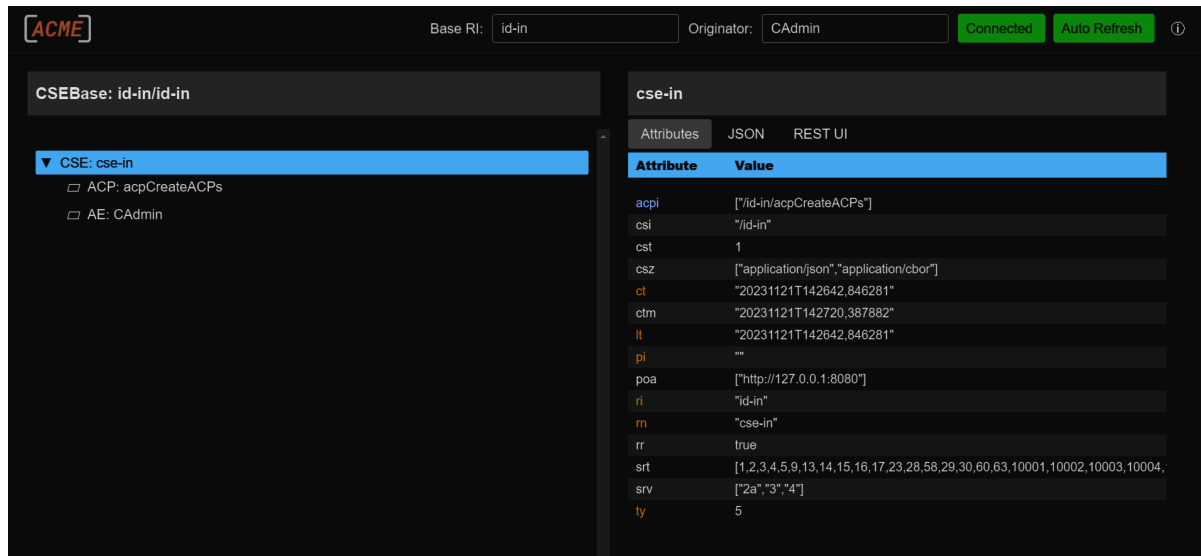 [ACME] Base RI: id-in Originator: CAdmin Connected Auto Refresh
CSEBase: id-in/id-in
CSE: cse-in
ACP: acpCreateACPs
AE: CAdmin
cse-in
Attributes JSON REST UI
Attribute Value
acpi ["/id-in/acpCreateACPs"]
csi "/id-in"
cst 1
csz ["application/json","application/cbor"]
ct "20231121T142642,846281"
ctm "20231121T142720,387882"
lt "20231121T142642,846281"
pi ""
poa ["http://127.0.0.1:8080"]
ri "id-in"
rn "cse-in"
rr true
srt [1,2,3,4,5,9,13,14,15,16,17,23,28,58,29,30,60,63,10001,10002,10003,10004,
srv ["2a","3","4"]
ty 5